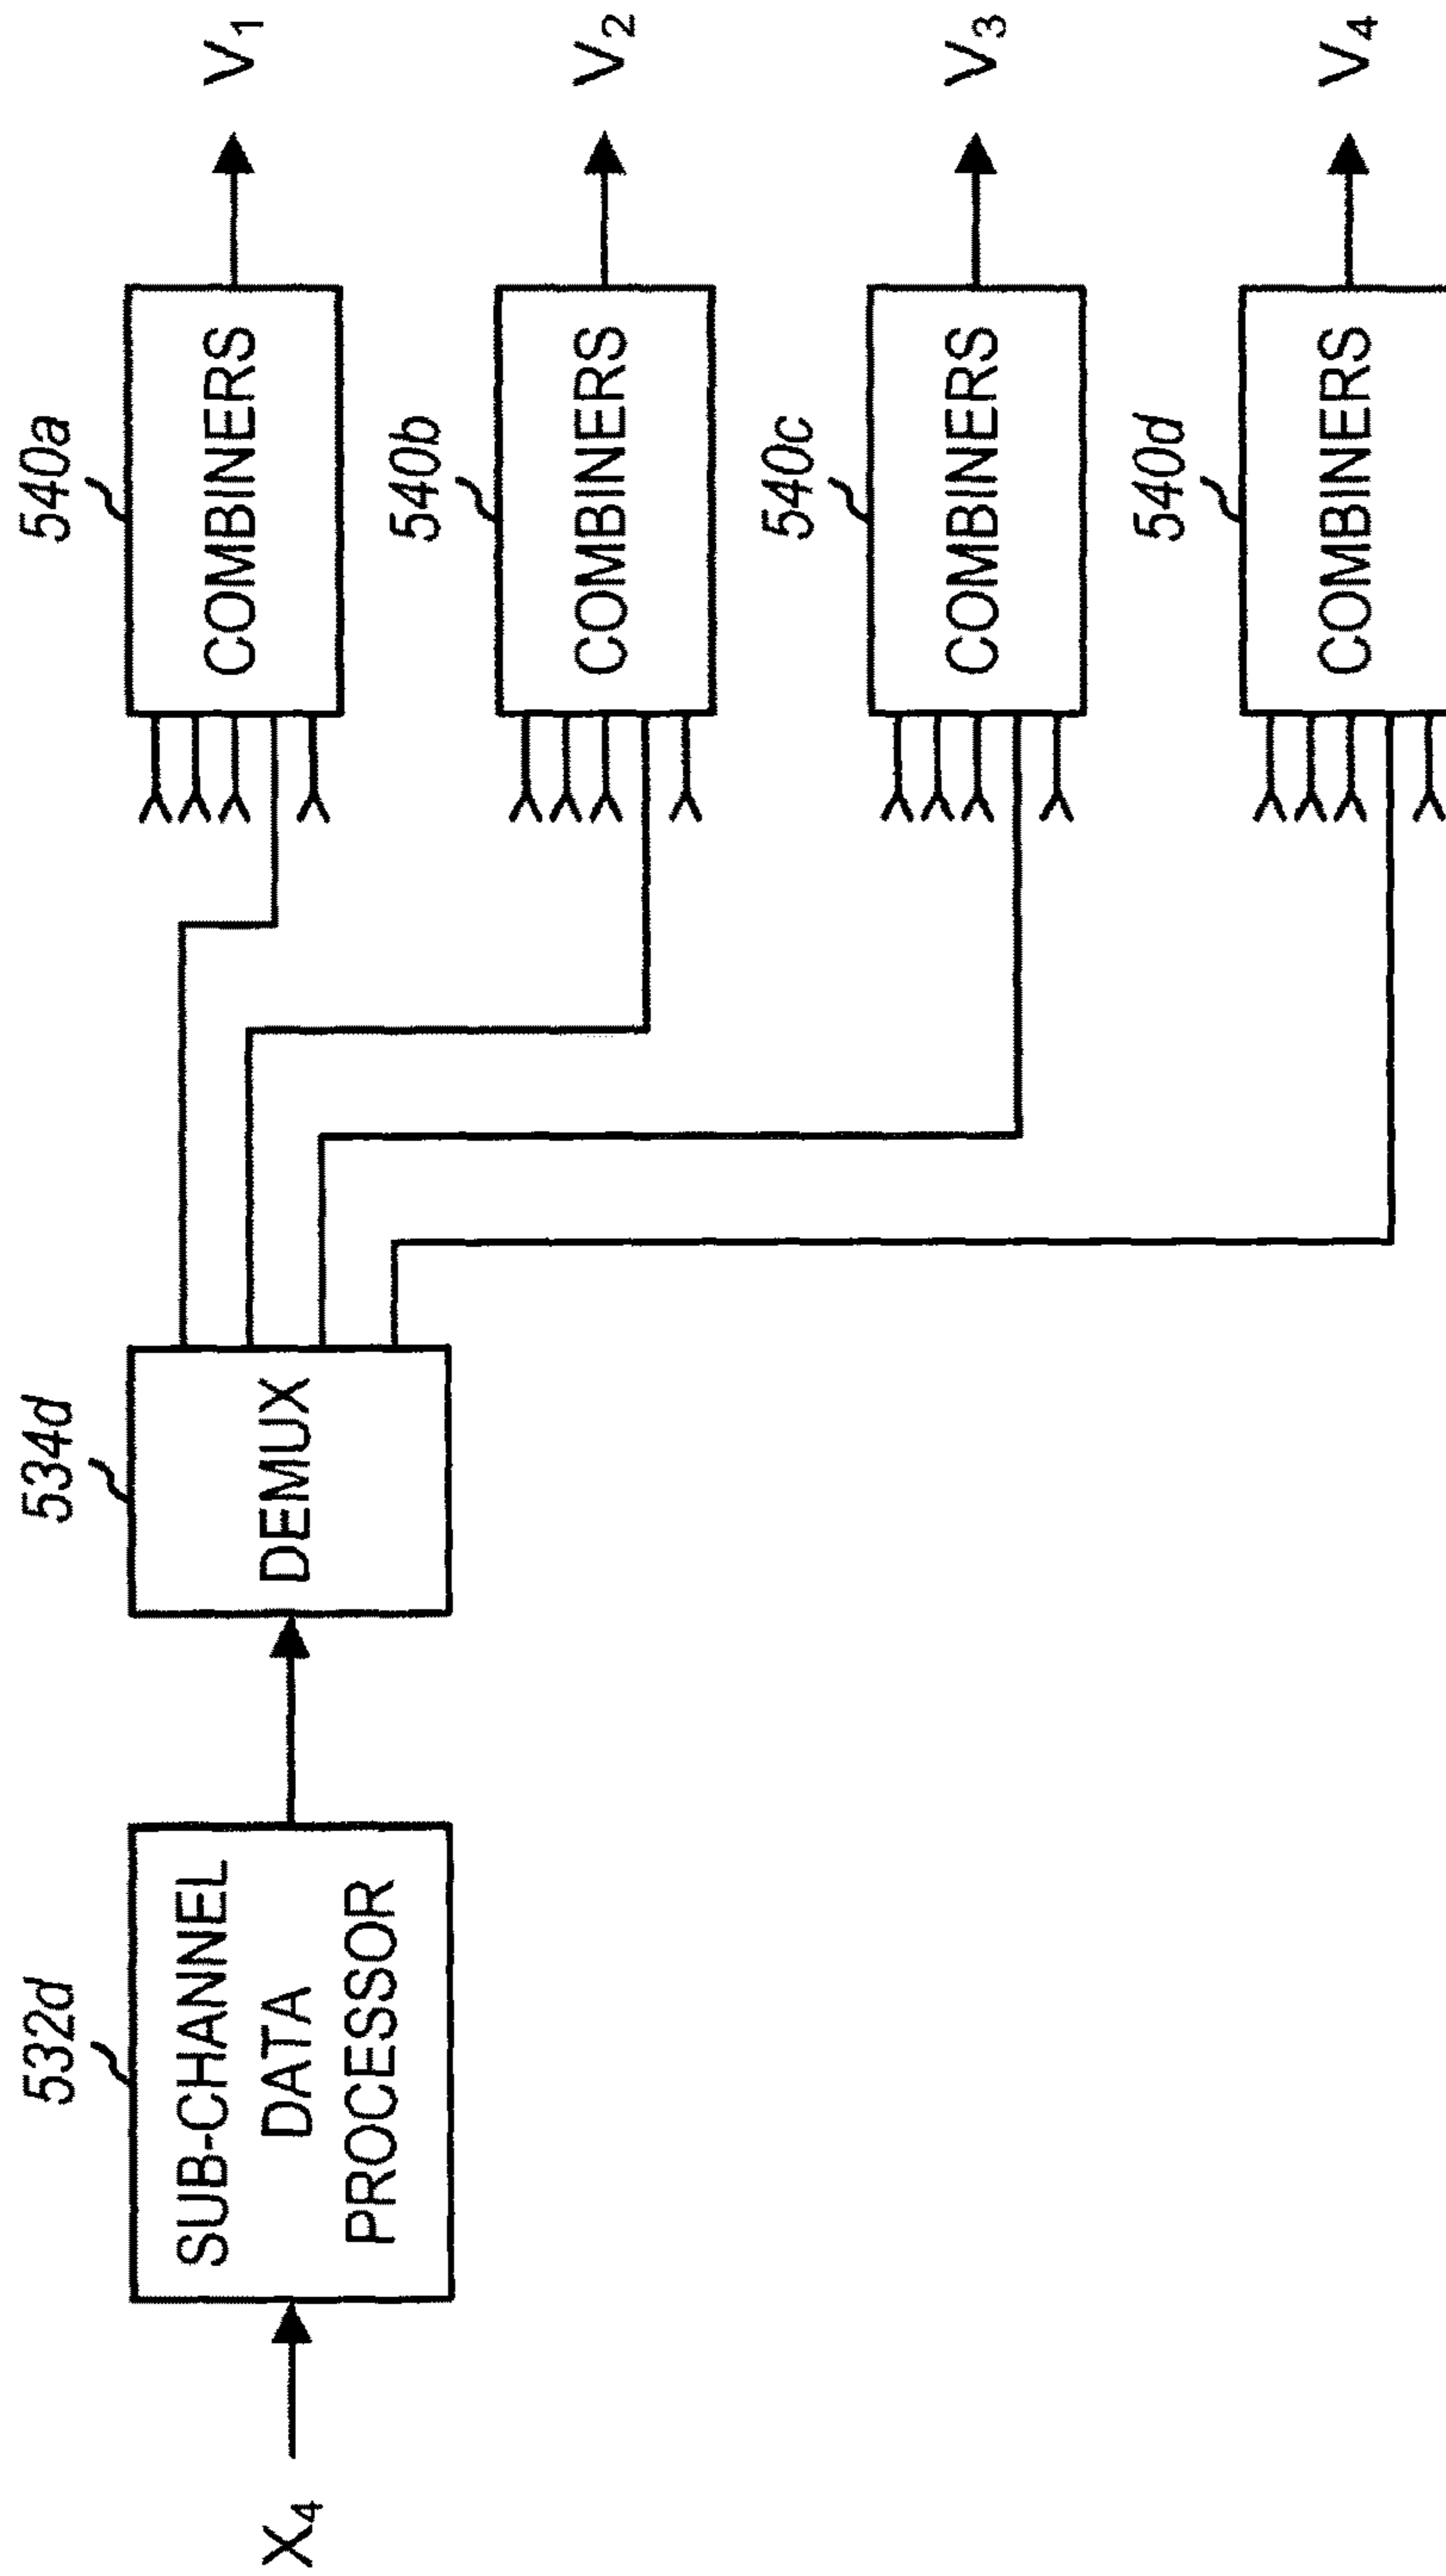 X4
532d
SUB-CHANNEL
DATA
PROCESSOR
534d
DEMUX
540a
COMBINERS
V1
540b
COMBINERS
V2
540c
COMBINERS
V3
540d
COMBINERS
V4